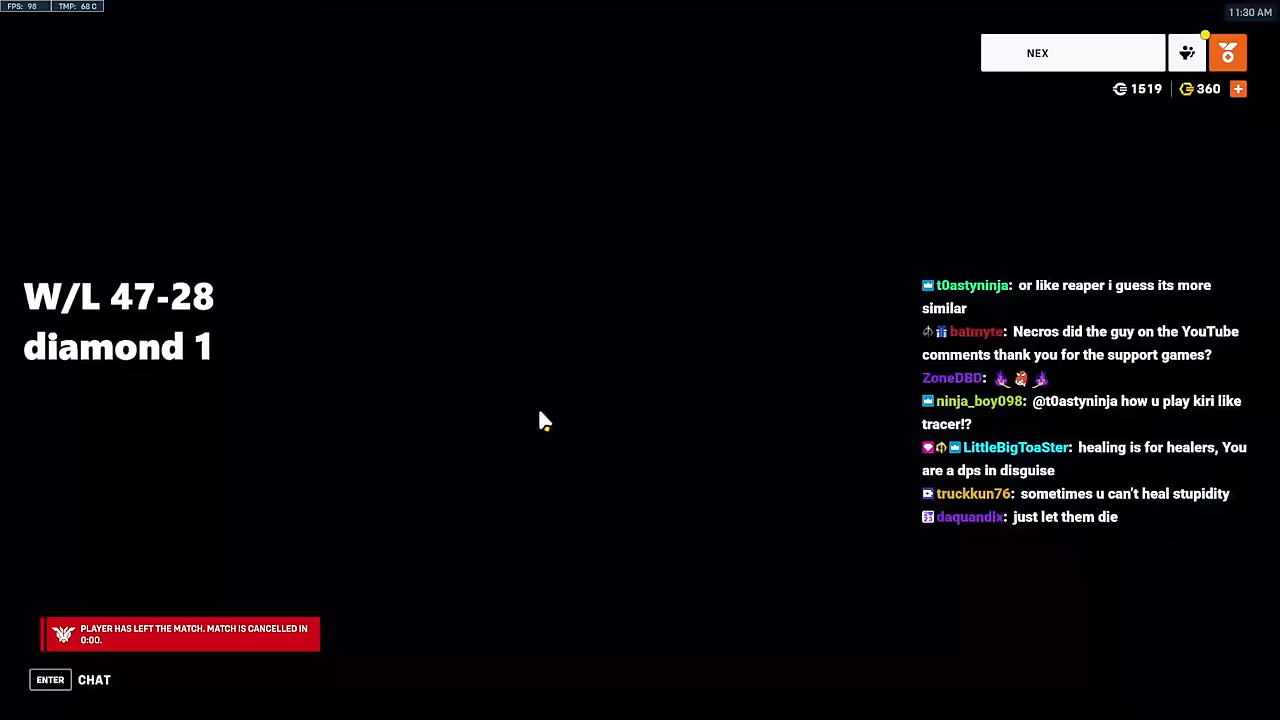 FPS: 98 TMP: 68 C
11:30 AM
NEX
1519 360 +
W/L 47-28
diamond 1
t0astyninja: or like reaper i guess its more
similar
batmyte: Necros did the guy on the YouTube
comments thank you for the support games?
ZoneDBD:
ninja_boy098: @t0astyninja how u play kiri like
tracer!?
LittleBigToaSter: healing is for healers, You
are a dps in disguise
truckkun76: sometimes u can't heal stupidity
daquandlx: just let them die
PLAYER HAS LEFT THE MATCH. MATCH IS CANCELLED IN
0:00.
ENTER CHAT